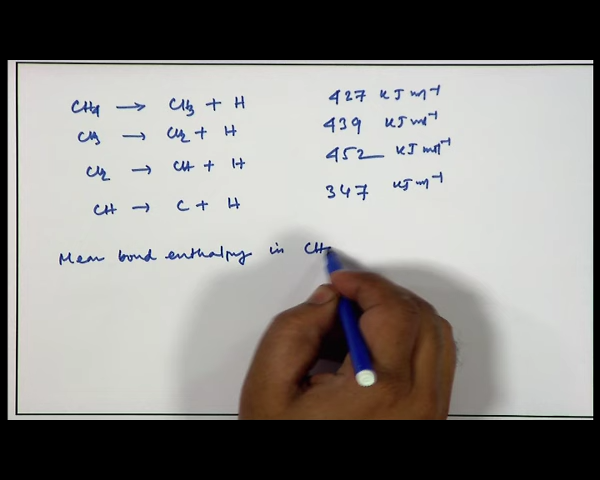 CH4 → CH3 + H 427 kJ mol-1
CH3 → CH2 + H 439 kJ mol-1
CH2 → CH + H 452 kJ mol-1
CH → C + H 347 kJ mol-1
Mean bond enthalpy in CH